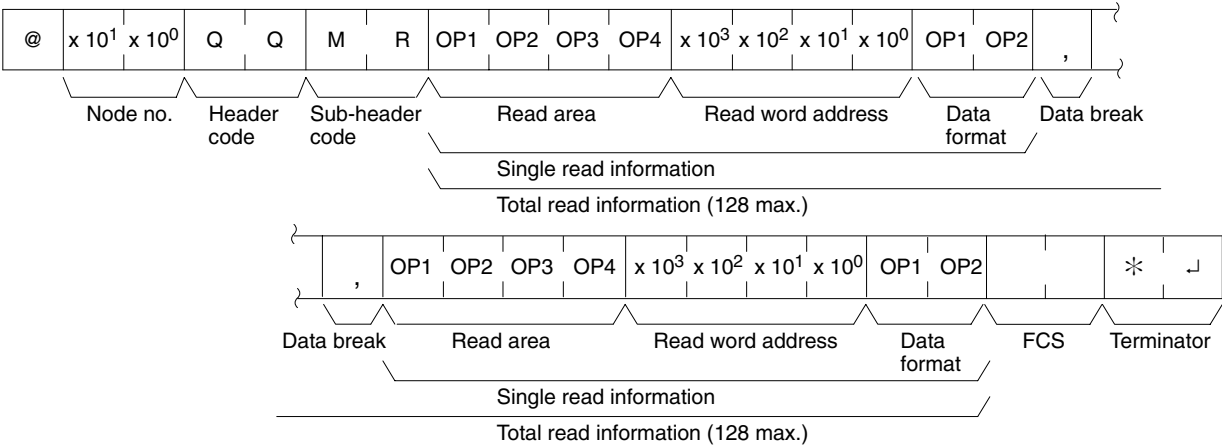 @ x 10¹ x 10⁰ Q Q M R OP1 OP2 OP3 OP4 x 10³ x 10² x 10¹ x 10⁰ OP1 OP2 ,
Node no. Header code Sub-header code Read area Read word address Data format Data break
Single read information
Total read information (128 max.)
, OP1 OP2 OP3 OP4 x 10³ x 10² x 10¹ x 10⁰ OP1 OP2 * ↵
Data break Read area Read word address Data format FCS Terminator
Single read information
Total read information (128 max.)